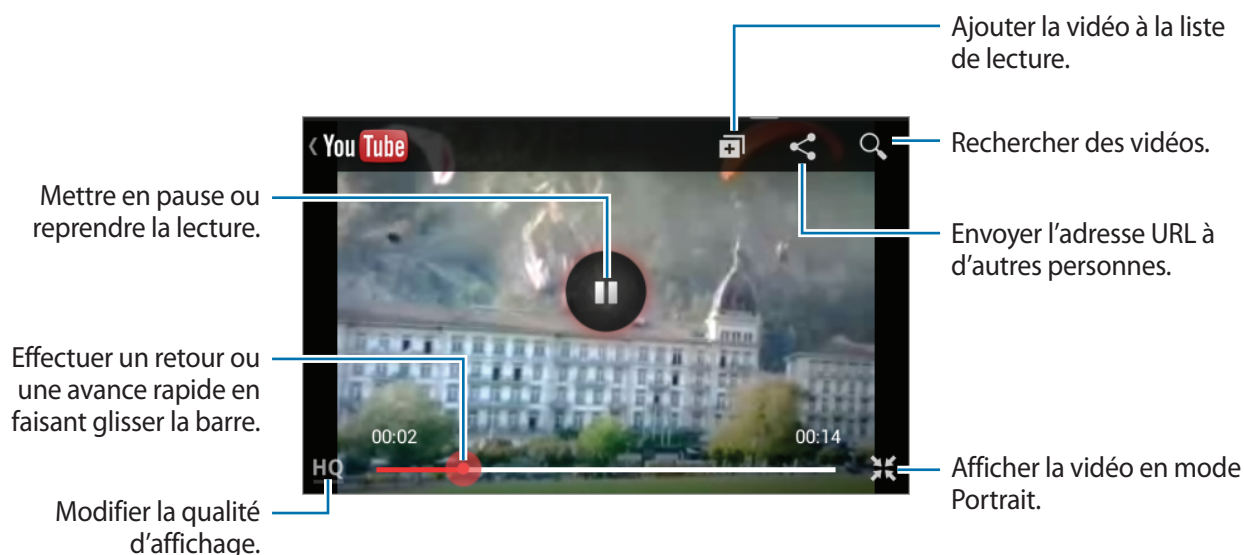 Ajouter la vidéo à la liste
de lecture.
‹ You Tube
Rechercher des vidéos.
Mettre en pause ou
reprendre la lecture.
Envoyer l’adresse URL à
d’autres personnes.
Effectuer un retour ou
une avance rapide en
faisant glisser la barre.
00:02
00:14
HQ
Afficher la vidéo en mode
Portrait.
Modifier la qualité
d’affichage.